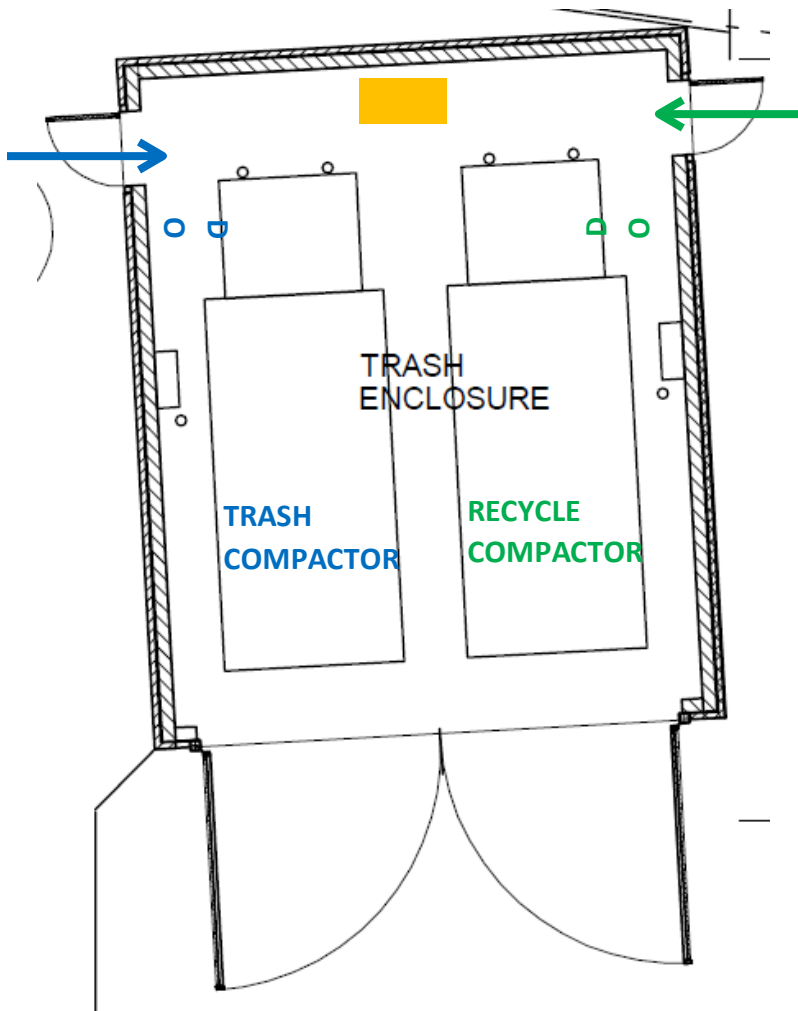 O D
D O
TRASH
ENCLOSURE
TRASH
COMPACTOR
RECYCLE
COMPACTOR